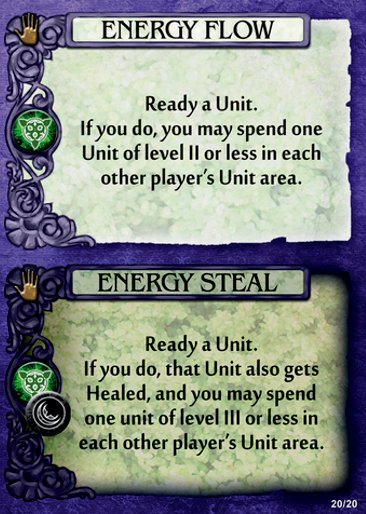 ENERGY FLOW
Ready a Unit.
If you do, you may spend one
Unit of level II or less in each
other player's Unit area.
ENERGY STEAL
Ready a Unit.
If you do, that Unit also gets
Healed, and you may spend
one unit of level III or less in
each other player's Unit area.
20/20